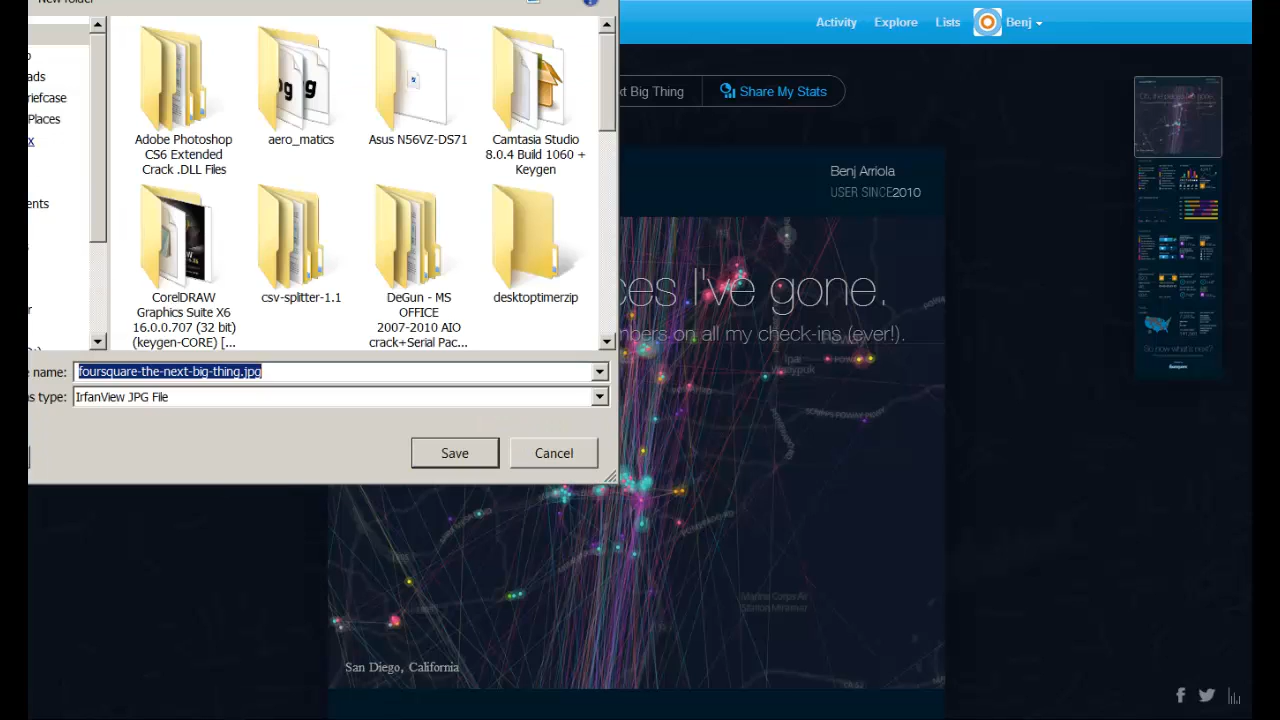 New folder
Activity Explore Lists Benj
ads
riefcase
Places
x
ents
Adobe Photoshop
CS6 Extended
Crack .DLL Files
aero_matics
Asus N56VZ-DS71
Camtasia Studio
8.0.4 Build 1060 +
Keygen
CorelDRAW
Graphics Suite X6
16.0.0.707 (32 bit)
(keygen-CORE) [...
csv-splitter-1.1
DeGun - MS
OFFICE
2007-2010 AIO
crack+Serial Pac...
desktoptimerzip
name: foursquare-the-next-big-thing.jpg
s type: IrfanView JPG File
Save Cancel
xt Big Thing Share My Stats
Benj Arriola
USER SINCE 2010
ces I've gone.
mbers on all my check-ins (ever!).
San Diego, California